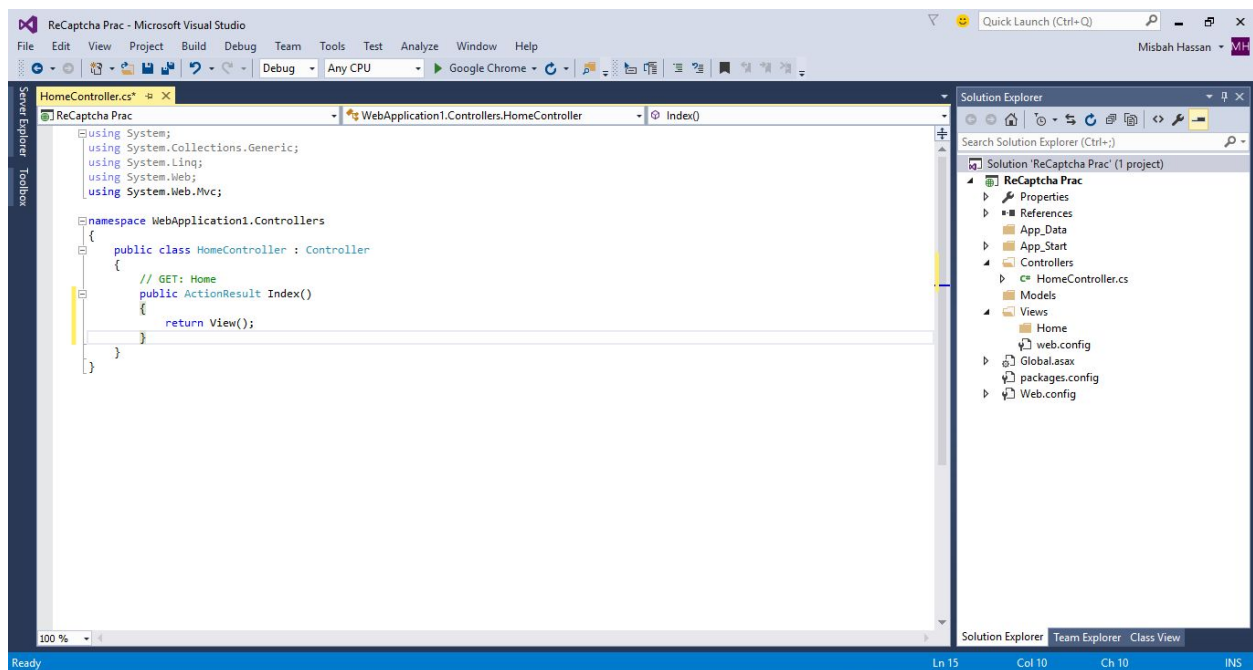 ReCaptcha Prac - Microsoft Visual Studio
Quick Launch (Ctrl+Q)
File Edit View Project Build Debug Team Tools Test Analyze Window Help
Misbah Hassan MH
Debug Any CPU Google Chrome
Server Explorer
Toolbox
HomeController.cs*
ReCaptcha Prac WebApplication1.Controllers.HomeController Index()
using System;
using System.Collections.Generic;
using System.Linq;
using System.Web;
using System.Web.Mvc;
namespace WebApplication1.Controllers
{
public class HomeController : Controller
{
// GET: Home
public ActionResult Index()
{
return View();
}
}
}
100 %
Solution Explorer
Search Solution Explorer (Ctrl+;)
Solution 'ReCaptcha Prac' (1 project)
ReCaptcha Prac
Properties
References
App_Data
App_Start
Controllers
C# HomeController.cs
Models
Views
Home
web.config
Global.asax
packages.config
Web.config
Solution Explorer Team Explorer Class View
Ready Ln 15 Col 10 Ch 10 INS